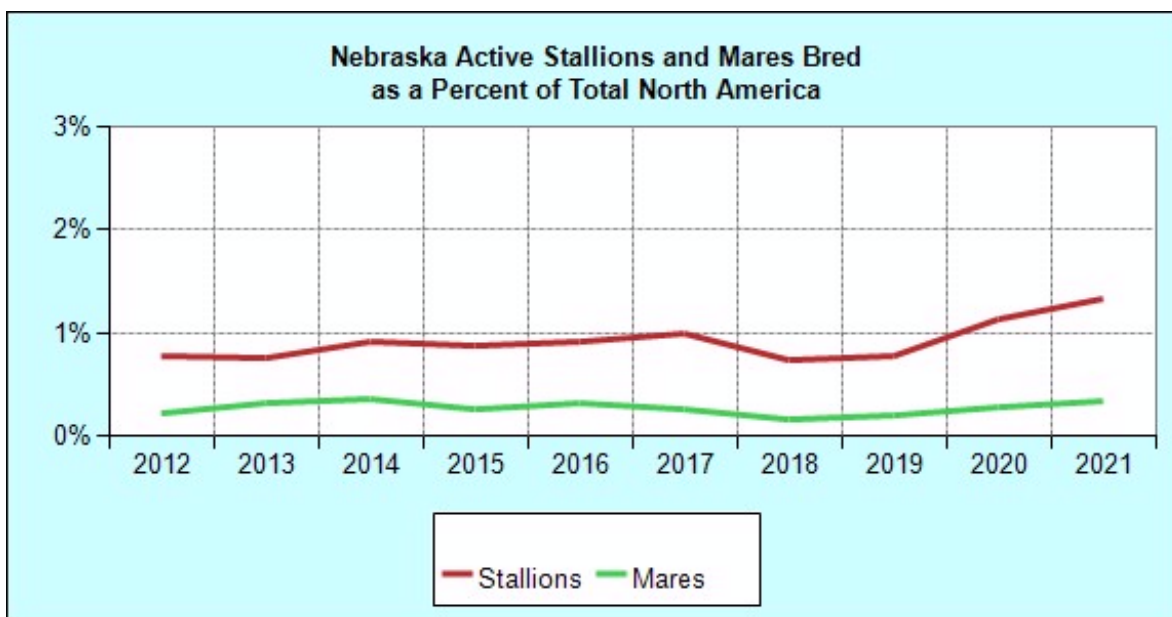 Nebraska Active Stallions and Mares Bred
as a Percent of Total North America
3%
2%
1%
0%
2012 2013 2014 2015 2016 2017 2018 2019 2020 2021
Stallions Mares